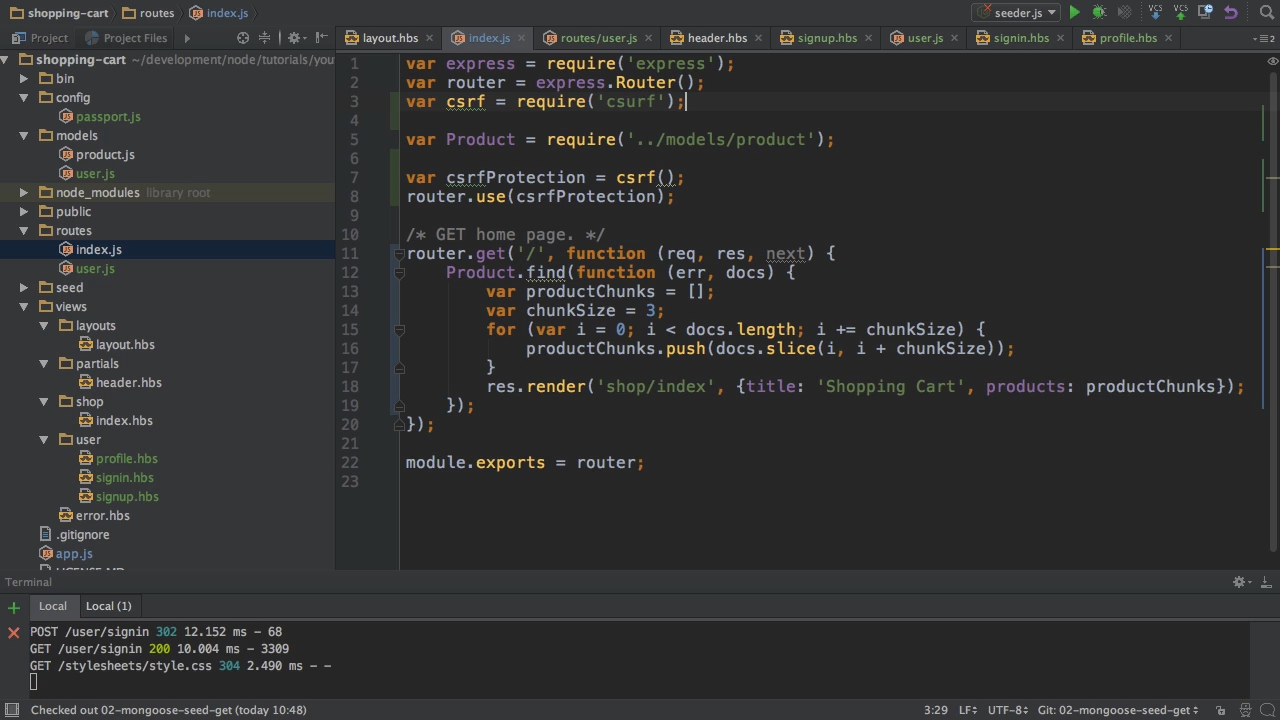 shopping-cart routes index.js seeder.js VCS VCS
Project Project Files
layout.hbs index.js routes/user.js header.hbs signup.hbs user.js signin.hbs profile.hbs
shopping-cart ~/development/node/tutorials/you
bin
config
passport.js
models
product.js
user.js
node_modules library root
public
routes
index.js
user.js
seed
views
layouts
layout.hbs
partials
header.hbs
shop
index.hbs
user
profile.hbs
signin.hbs
signup.hbs
error.hbs
.gitignore
app.js
1 var express = require('express');
2 var router = express.Router();
3 var csrf = require('csurf');
4
5 var Product = require('../models/product');
6
7 var csrfProtection = csrf();
8 router.use(csrfProtection);
9
10 /* GET home page. */
11 router.get('/', function (req, res, next) {
12 Product.find(function (err, docs) {
13 var productChunks = [];
14 var chunkSize = 3;
15 for (var i = 0; i < docs.length; i += chunkSize) {
16 productChunks.push(docs.slice(i, i + chunkSize));
17 }
18 res.render('shop/index', {title: 'Shopping Cart', products: productChunks});
19 });
20 });
21
22 module.exports = router;
23
Terminal
Local Local (1)
POST /user/signin 302 12.152 ms - 68
GET /user/signin 200 10.004 ms - 3309
GET /stylesheets/style.css 304 2.490 ms - -
Checked out 02-mongoose-seed-get (today 10:48) 3:29 LF UTF-8 Git: 02-mongoose-seed-get